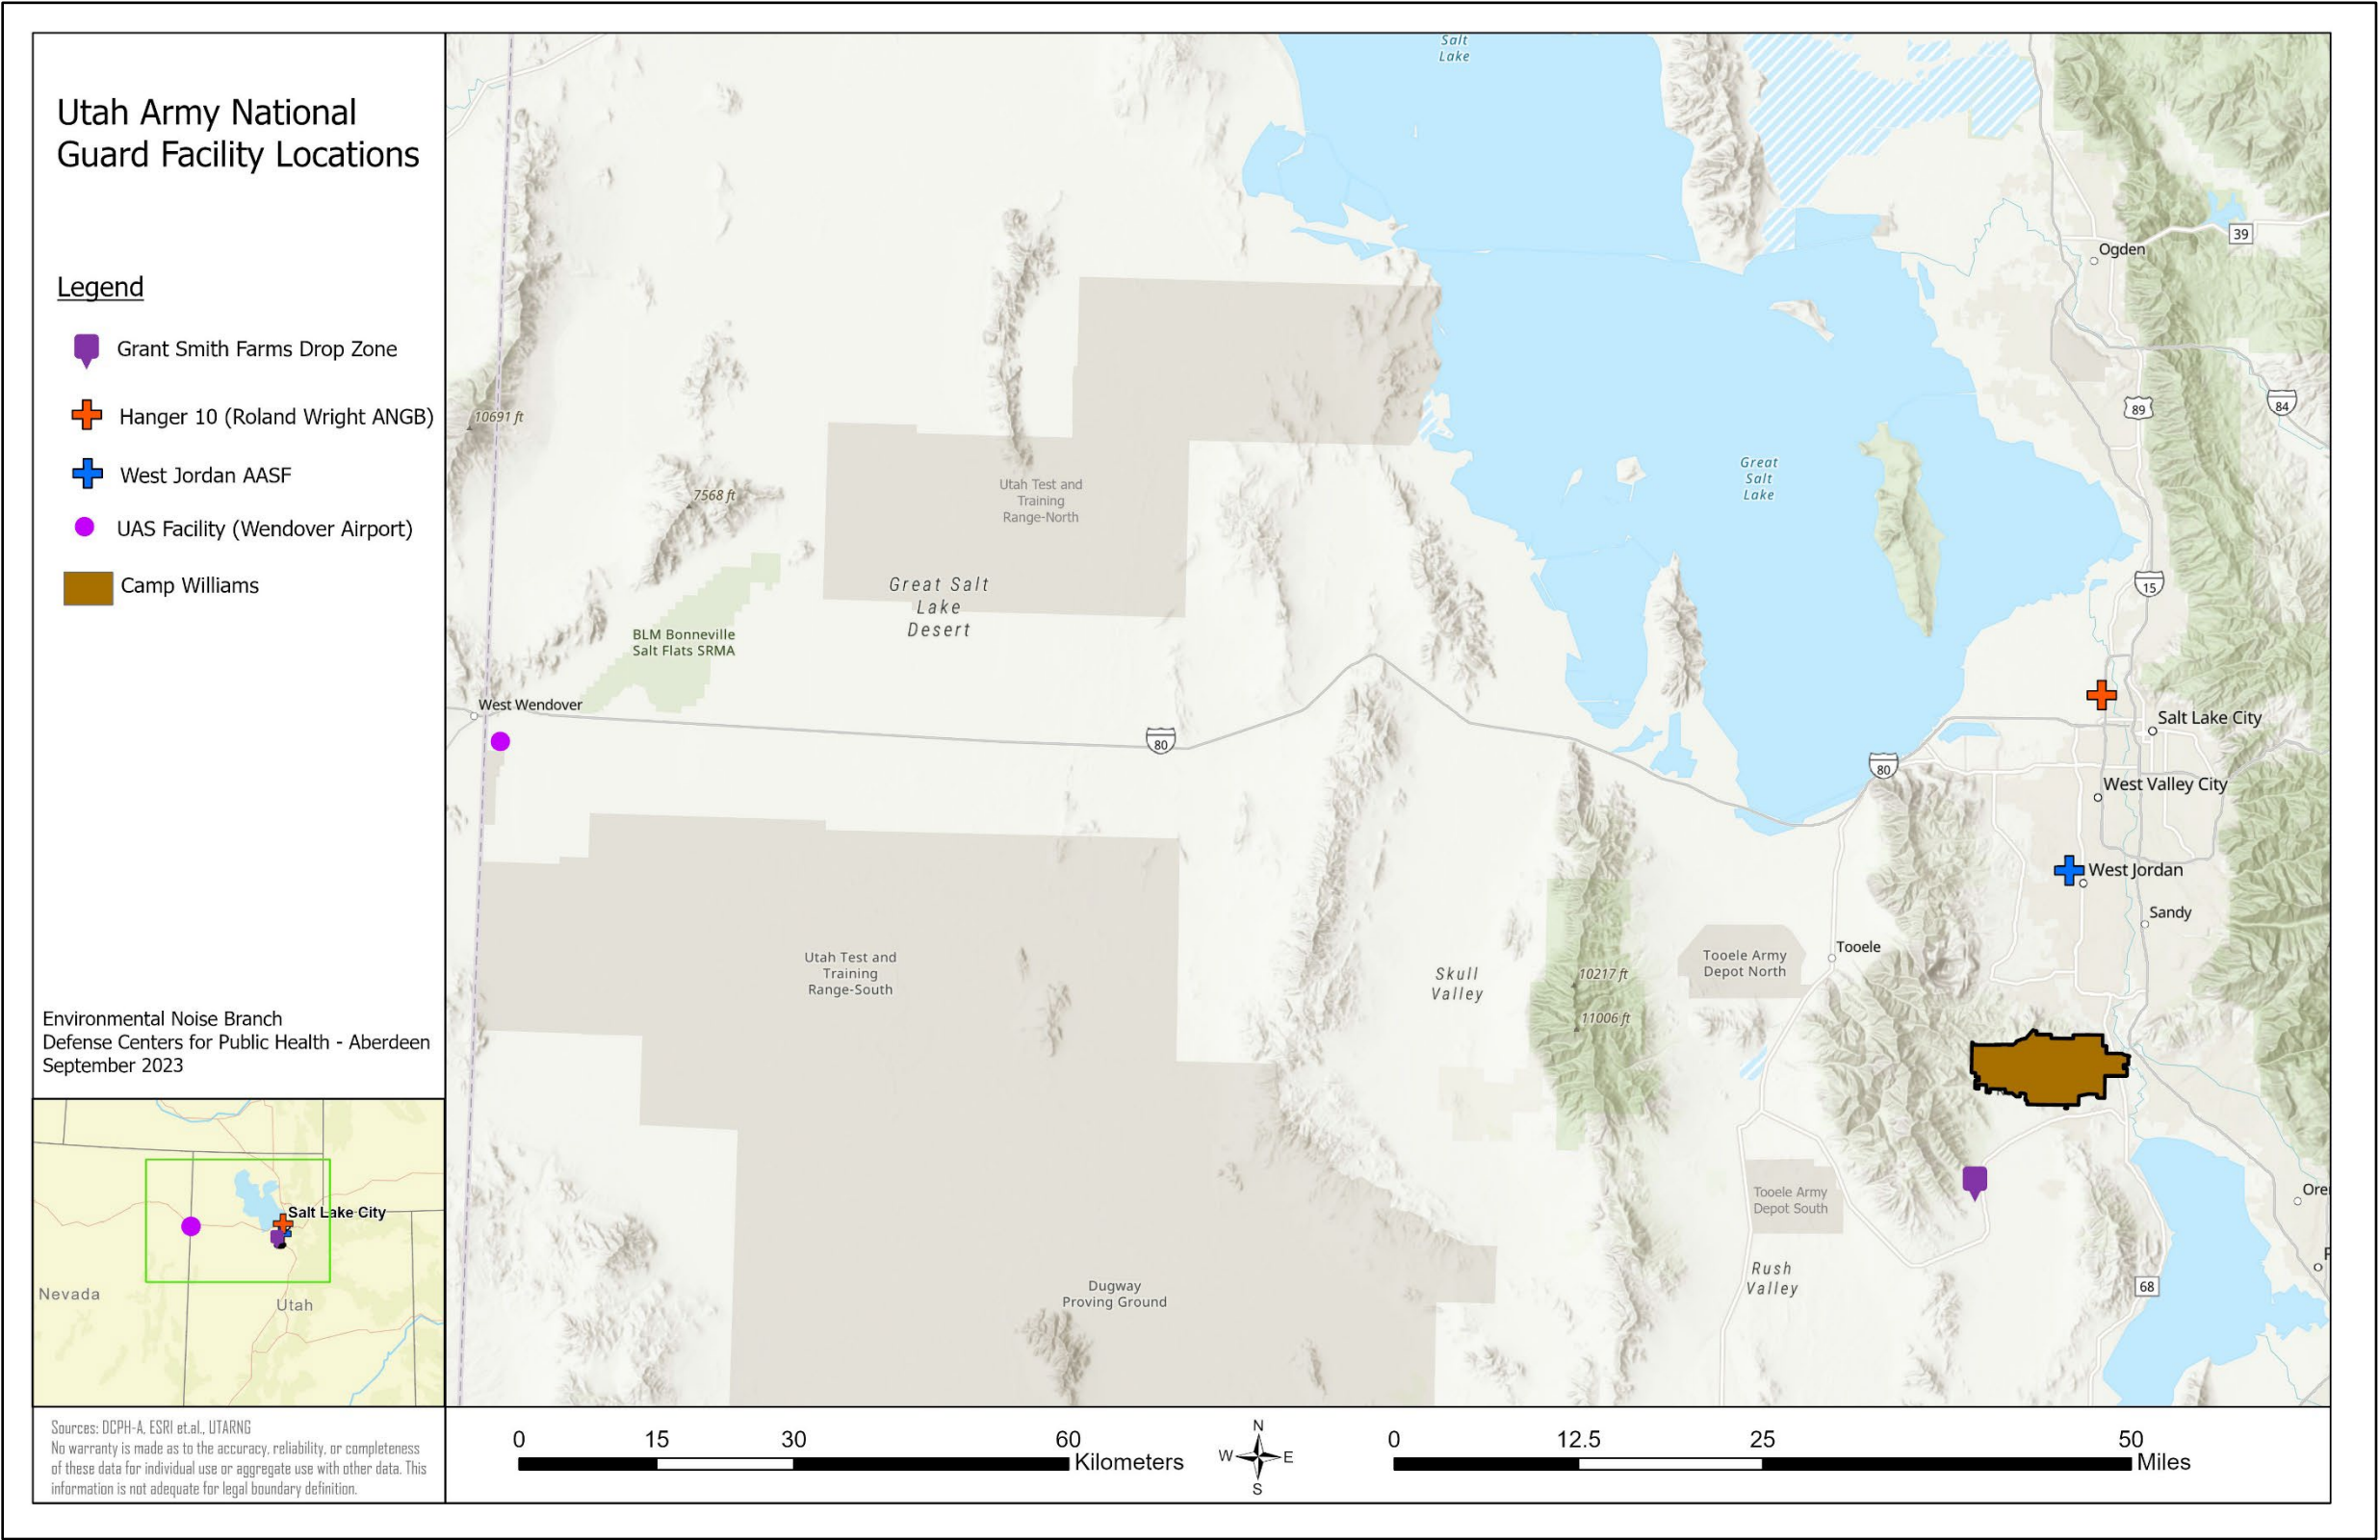 Utah Army National
Guard Facility Locations
Legend
Grant Smith Farms Drop Zone
Hanger 10 (Roland Wright ANGB)
West Jordan AASF
UAS Facility (Wendover Airport)
Camp Williams
Environmental Noise Branch
Defense Centers for Public Health - Aberdeen
September 2023
Salt Lake City
Nevada
Utah
Sources: DCPH-A, ESRI et.al., UTARNG
No warranty is made as to the accuracy, reliability, or completeness
of these data for individual use or aggregate use with other data. This
information is not adequate for legal boundary definition.
Salt
Lake
39
Ogden
84
89
10691 ft
7568 ft
Utah Test and
Training
Range-North
Great
Salt
Lake
Great Salt
Lake
Desert
15
BLM Bonneville
Salt Flats SRMA
West Wendover
80
80
Salt Lake City
West Valley City
West Jordan
Sandy
Tooele
Tooele Army
Depot North
Utah Test and
Training
Range-South
Skull
Valley
10217 ft
11006 ft
Tooele Army
Depot South
Ore
Rush
Valley
68
Dugway
Proving Ground
0 15 30 60
Kilometers
N
W E
S
0 12.5 25 50
Miles